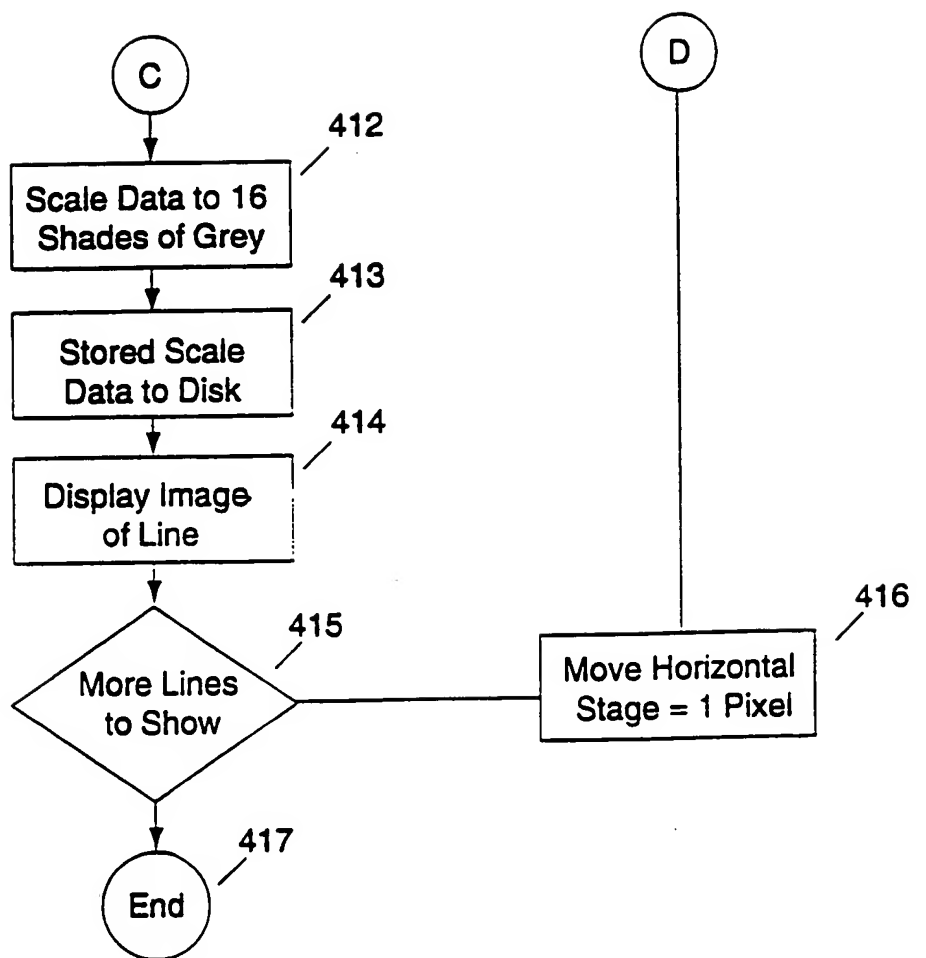 C
D
412
Scale Data to 16
Shades of Grey
413
Stored Scale
Data to Disk
414
Display Image
of Line
415
More Lines
to Show
416
Move Horizontal
Stage = 1 Pixel
417
End